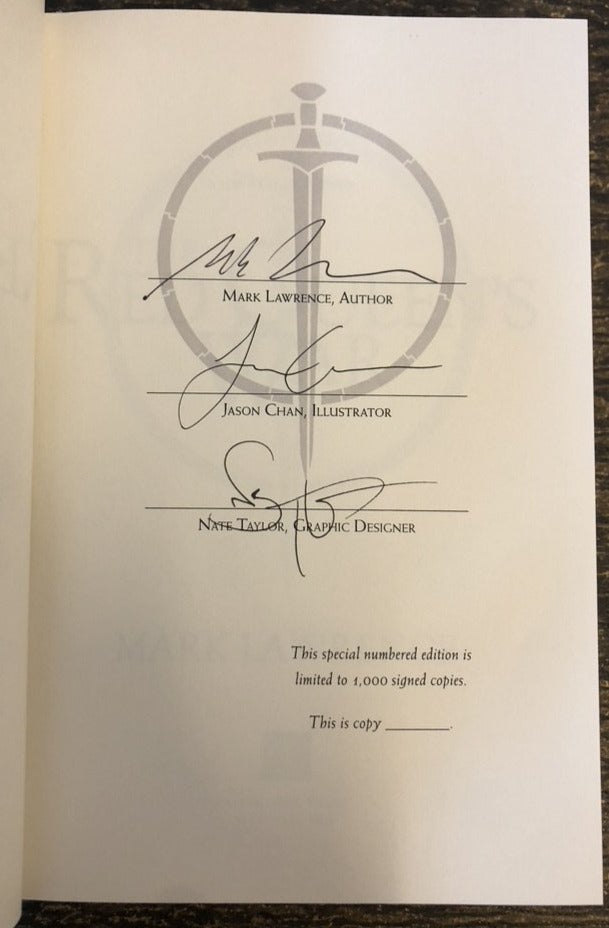 Mark Lawrence, Author
Jason Chan, Illustrator
Nate Taylor, Graphic Designer
This special numbered edition is
limited to 1,000 signed copies.
This is copy ________.